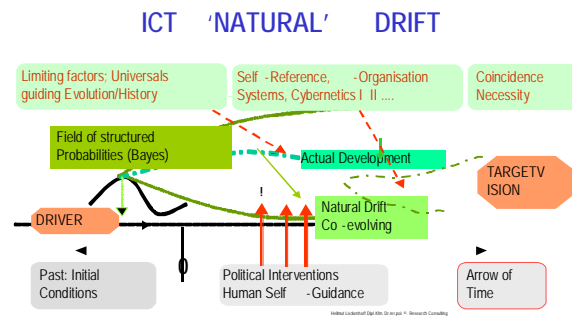 ICT ‘NATURAL’ DRIFT
Limiting factors; Universals
guiding Evolution/History
Self -Reference, -Organisation
Systems, Cybernetics I II ....
Coincidence
Necessity
Field of structured
Probabilities (Bayes)
Actual Development
TARGETV
ISION
!
Natural Drift
Co -evolving
DRIVER
0
Past: Initial
Conditions
Political Interventions
Human Self -Guidance
Arrow of
Time
Research Consulting